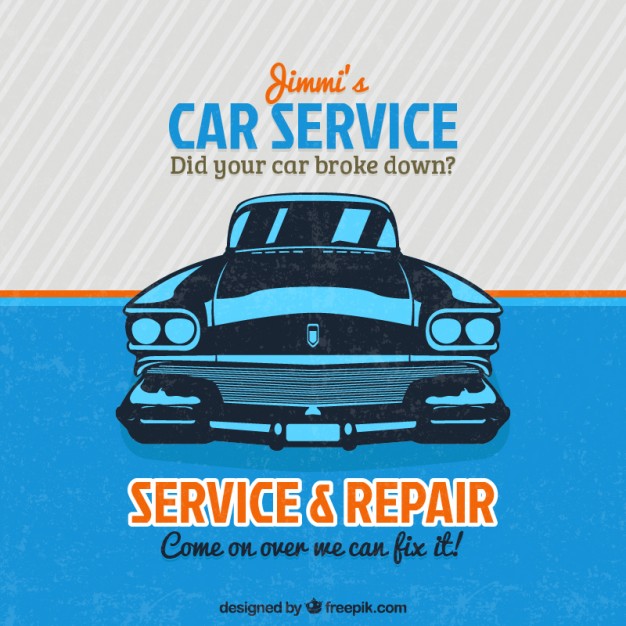 Jimmi's
CAR SERVICE
Did your car broke down?
SERVICE & REPAIR
Come on over we can fix it!
designed by freepik.com